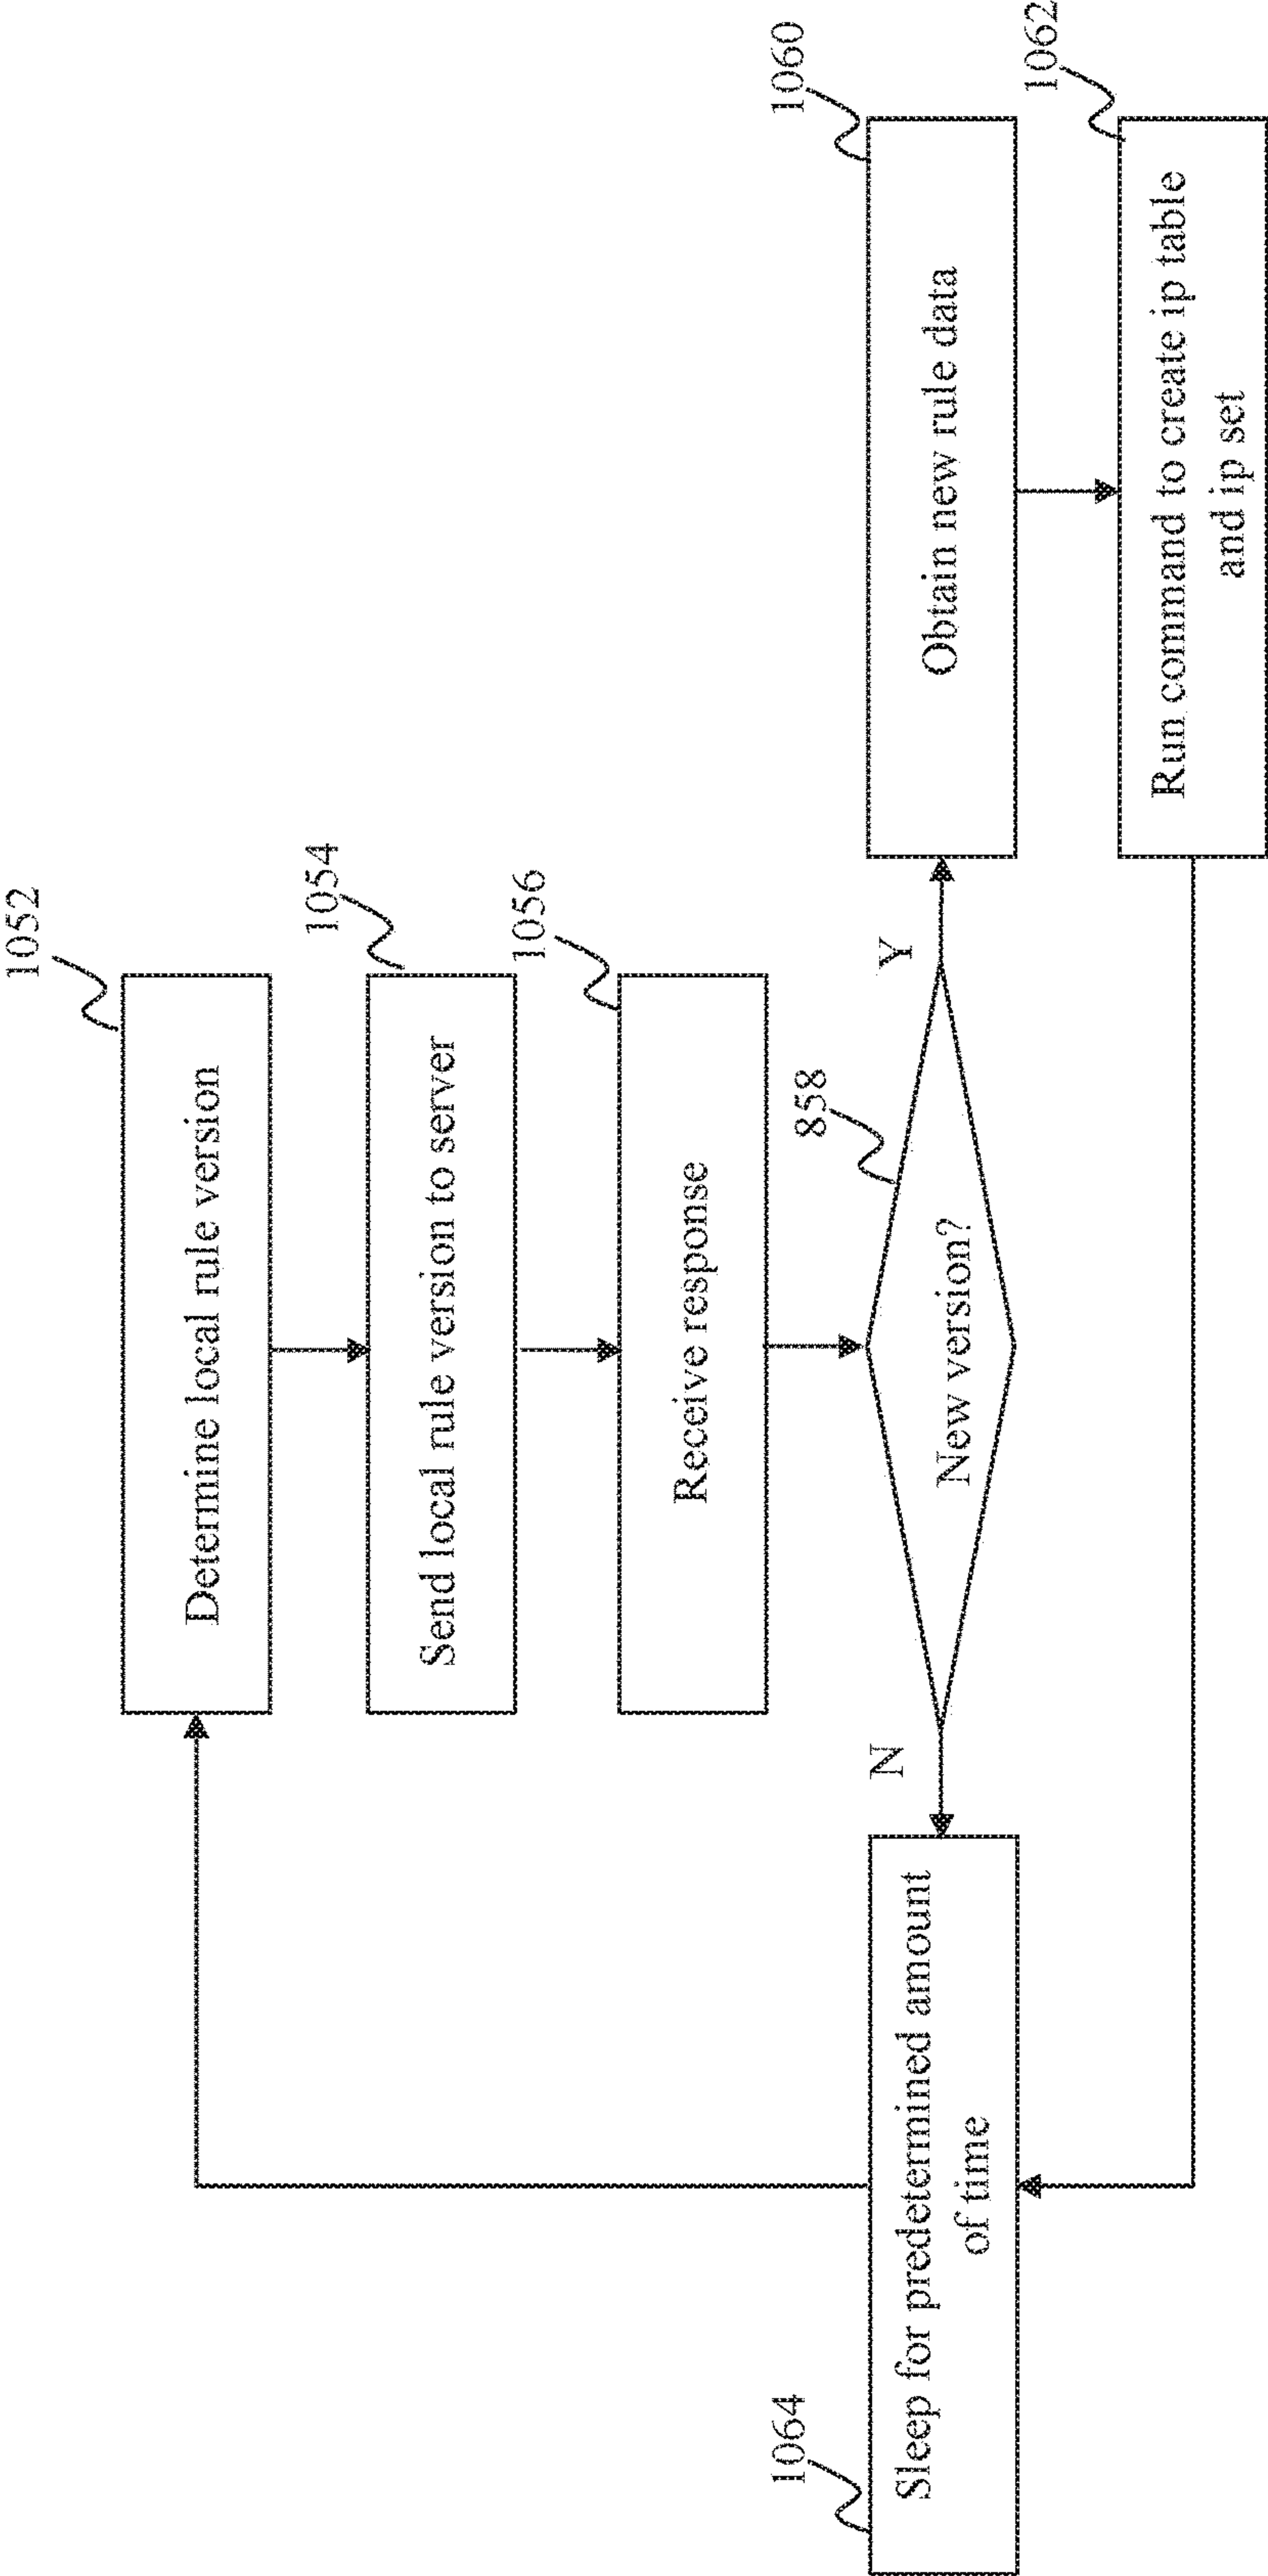 1052
Determine local rule version
1054
Send local rule version to server
1056
Receive response
858
New version?
N
Y
1064
Sleep for predetermined amount
of time
1060
Obtain new rule data
1062
Run command to create ip table
and ip set